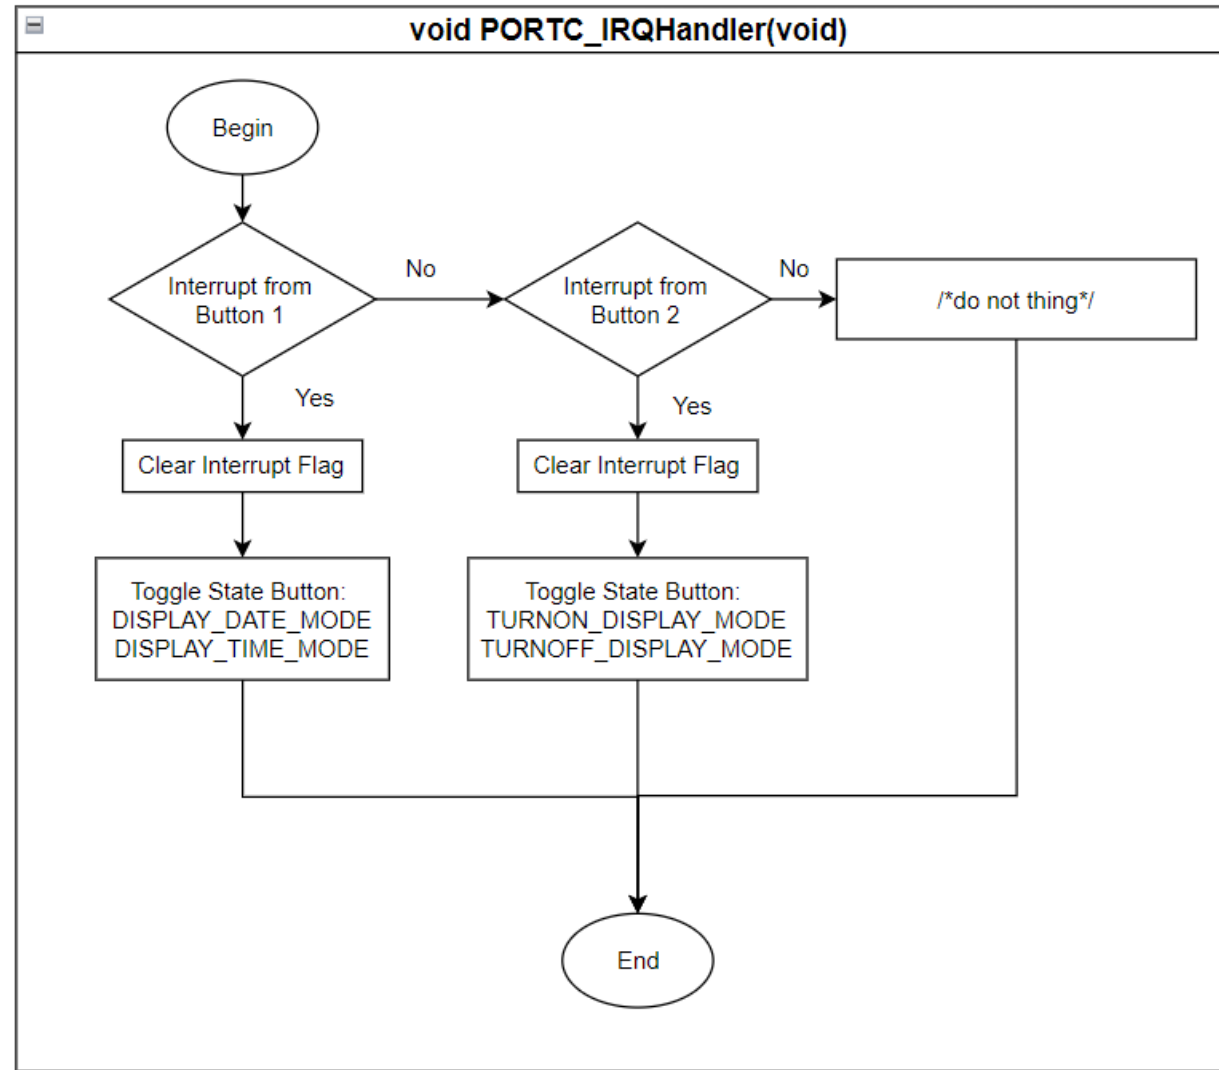 void PORTC_IRQHandler(void)
Begin
Interrupt from
Button 1
No
Interrupt from
Button 2
No
/*do not thing*/
Yes
Yes
Clear Interrupt Flag
Clear Interrupt Flag
Toggle State Button:
DISPLAY_DATE_MODE
DISPLAY_TIME_MODE
Toggle State Button:
TURNON_DISPLAY_MODE
TURNOFF_DISPLAY_MODE
End